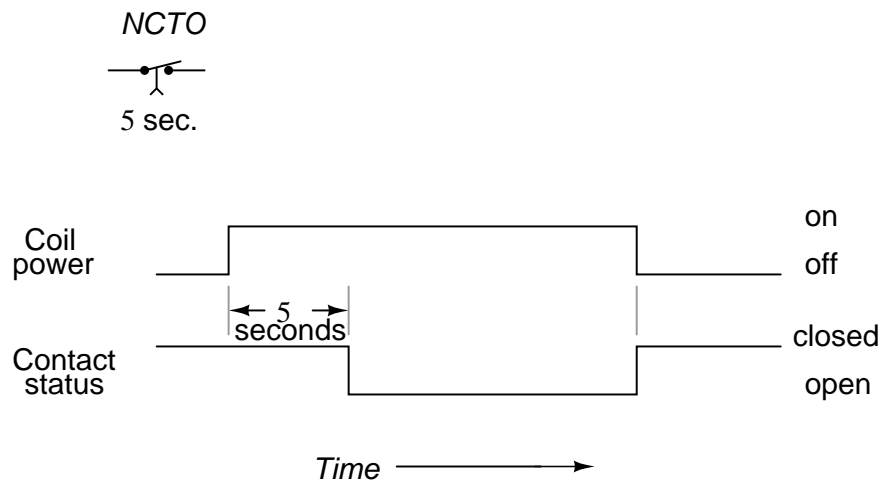 NCTO
5 sec.
Coil
power
on
off
5
seconds
Contact
status
closed
open
Time